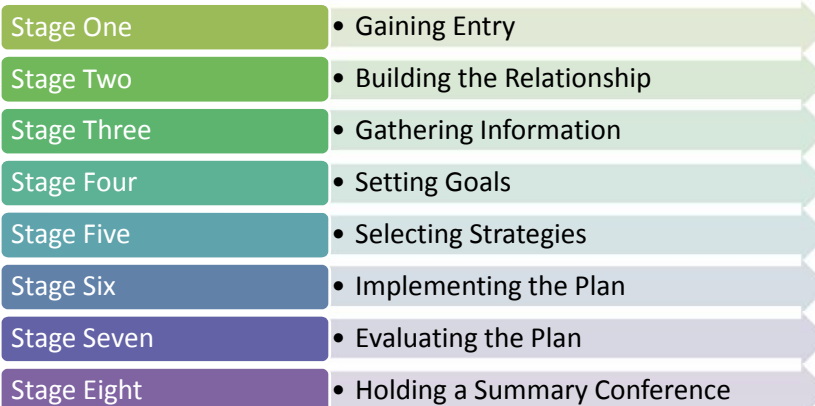 Stage One • Gaining Entry
Stage Two • Building the Relationship
Stage Three • Gathering Information
Stage Four • Setting Goals
Stage Five • Selecting Strategies
Stage Six • Implementing the Plan
Stage Seven • Evaluating the Plan
Stage Eight • Holding a Summary Conference